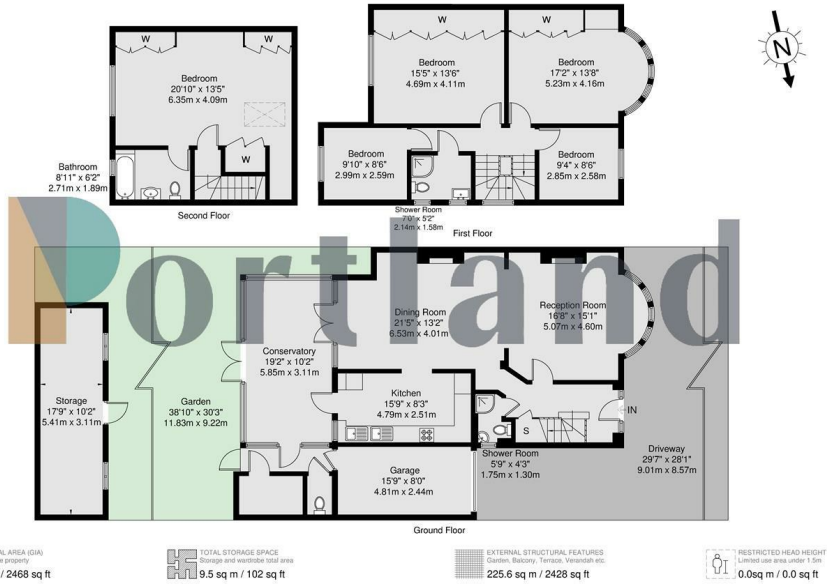 W
W
Bedroom
20'10" x 13'5"
6.35m x 4.09m
W
Bathroom
8'11" x 6'2"
2.71m x 1.89m
Second Floor
W
W
Bedroom
15'5" x 13'6"
4.69m x 4.11m
Bedroom
17'2" x 13'8"
5.23m x 4.16m
Bedroom
9'10" x 8'6"
2.99m x 2.59m
Bedroom
9'4" x 8'6"
2.85m x 2.58m
Shower Room
7'0" x 5'2"
2.14m x 1.58m
First Floor
N
Portland
Dining Room
21'5" x 13'2"
6.53m x 4.01m
Reception Room
16'8" x 15'1"
5.07m x 4.60m
Conservatory
19'2" x 10'2"
5.85m x 3.11m
Storage
17'9" x 10'2"
5.41m x 3.11m
Garden
38'10" x 30'3"
11.83m x 9.22m
Kitchen
15'9" x 8'3"
4.79m x 2.51m
IN
S
Shower Room
5'9" x 4'3"
1.75m x 1.30m
Driveway
29'7" x 28'1"
9.01m x 8.57m
Garage
15'9" x 8'0"
4.81m x 2.44m
Ground Floor
AL AREA (GIA)
e property
/ 2468 sq ft
TOTAL STORAGE SPACE
Storage and wardrobe total area
9.5 sq m / 102 sq ft
EXTERNAL STRUCTURAL FEATURES
Garden, Balcony, Terrace, Verandah etc.
225.6 sq m / 2428 sq ft
RESTRICTED HEAD HEIGHT
Limited use area under 1.5m
0.0sq m / 0.0 sq ft